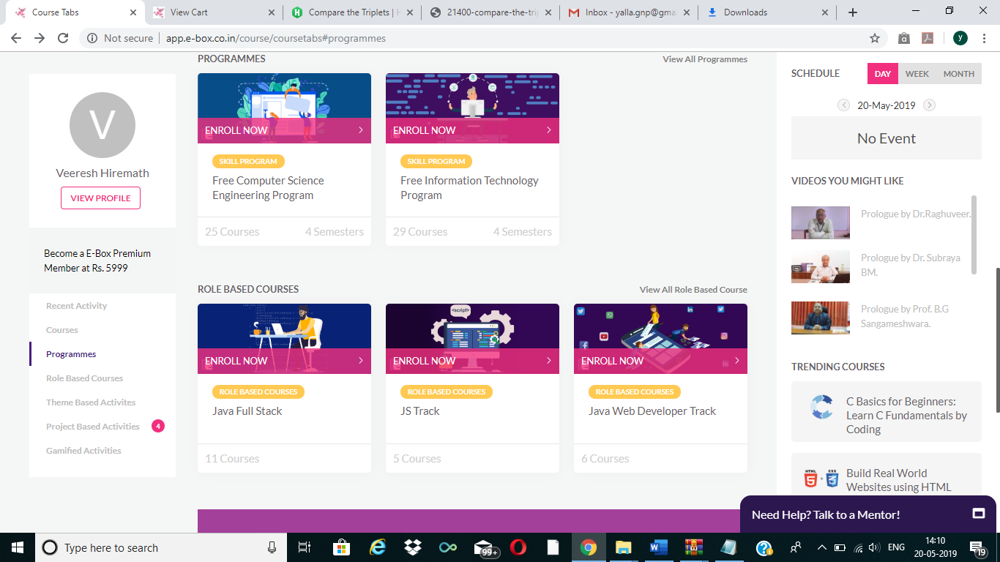 Course Tabs
View Cart
Compare the Triplets | H
21400-compare-the-trip
Inbox - yalla.gnp@gmai
Downloads
Not secure | app.e-box.co.in/course/coursetabs#programmes
y
V
Veeresh Hiremath
VIEW PROFILE
Become a E-Box Premium
Member at Rs. 5999
Recent Activity
Courses
Programmes
Role Based Courses
Theme Based Activites
Project Based Activities 4
Gamified Activities
PROGRAMMES
View All Programmes
ENROLL NOW
SKILL PROGRAM
Free Computer Science
Engineering Program
25 Courses 4 Semesters
ENROLL NOW
SKILL PROGRAM
Free Information Technology
Program
29 Courses 4 Semesters
ROLE BASED COURSES
View All Role Based Course
ENROLL NOW
ROLE BASED COURSES
Java Full Stack
11 Courses
<script>
ENROLL NOW
ROLE BASED COURSES
JS Track
5 Courses
ENROLL NOW
ROLE BASED COURSES
Java Web Developer Track
6 Courses
SCHEDULE
DAY WEEK MONTH
20-May-2019
No Event
VIDEOS YOU MIGHT LIKE
Prologue by Dr.Raghuveer.
Prologue by Dr. Subraya
BM.
Prologue by Prof. B.G
Sangameshwara.
TRENDING COURSES
C Basics for Beginners:
Learn C Fundamentals by
Coding
HTML 5 + CSS 3
Build Real World
Websites using HTML
Need Help? Talk to a Mentor!
Type here to search
99+
ENG
14:10
20-05-2019
19